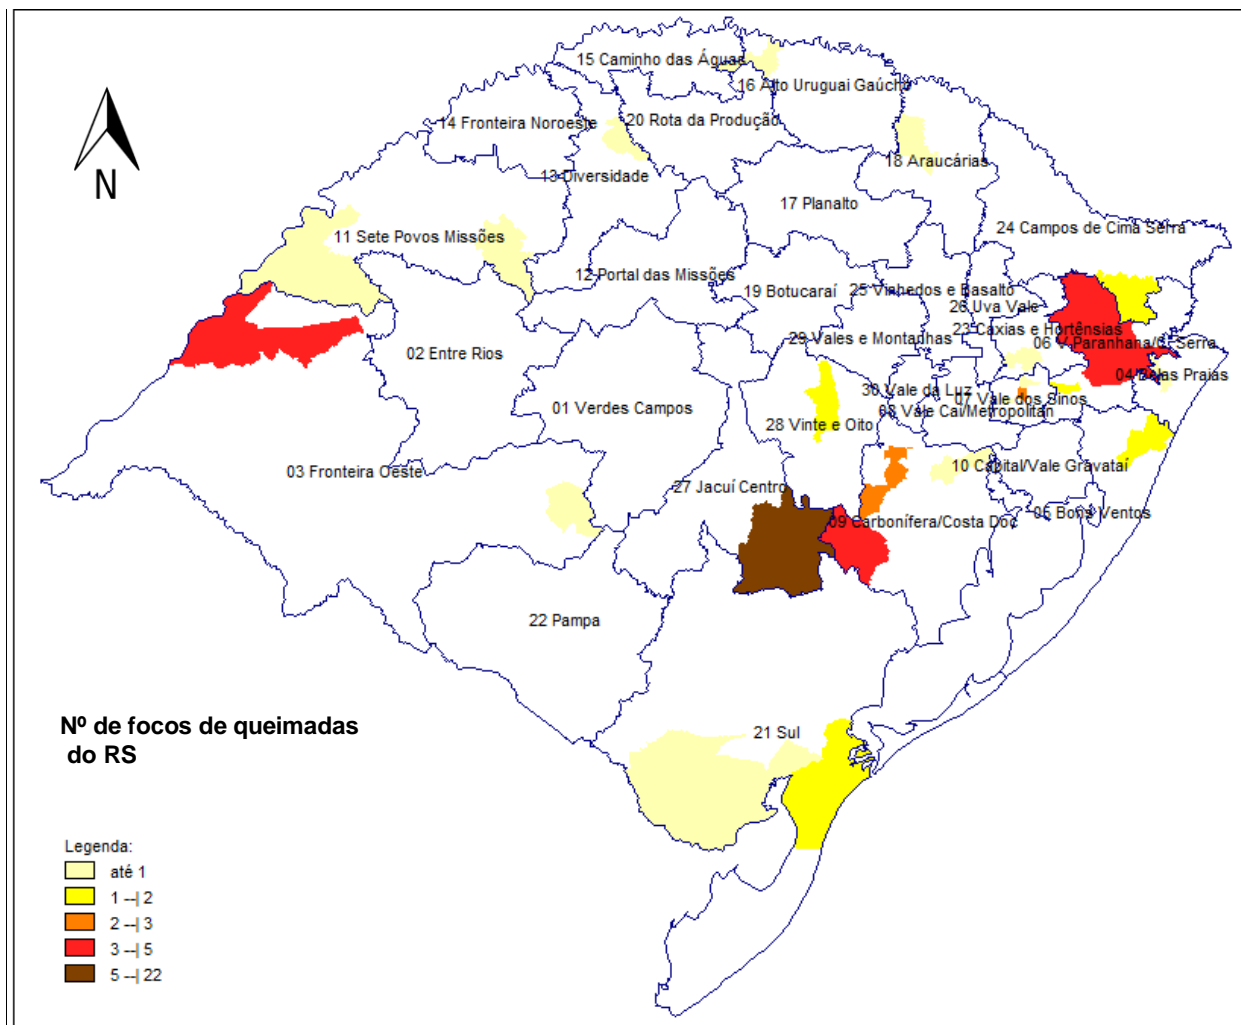 15 Caminho das Águas
16 Alto Uruguai Gaúcho
14 Fronteira Noroeste
20 Rota da Produção
18 Araucárias
13 Diversidade
N
17 Planalto
24 Campos de Cima Serra
11 Sete Povos Missões
12 Portal das Missões
19 Botucaraí
25 Vinhedos e Basalto
26 Uva Vale
23 Caxias e Hortênsias
29 Vales e Montanhas
06 V Paranhana/C. Serra
02 Entre Rios
04 Belas Praias
30 Vale da Luz
07 Vale dos Sinos
01 Verdes Campos
08 Vale Caí/Metropolitan
28 Vinte e Oito
03 Fronteira Oeste
10 Capital/Vale Gravataí
27 Jacuí Centro
05 Bons Ventos
09 Carbonífera/Costa Doc
22 Pampa
21 Sul
Nº de focos de queimadas
do RS
Legenda:
até 1
1 --| 2
2 --| 3
3 --| 5
5 --| 22